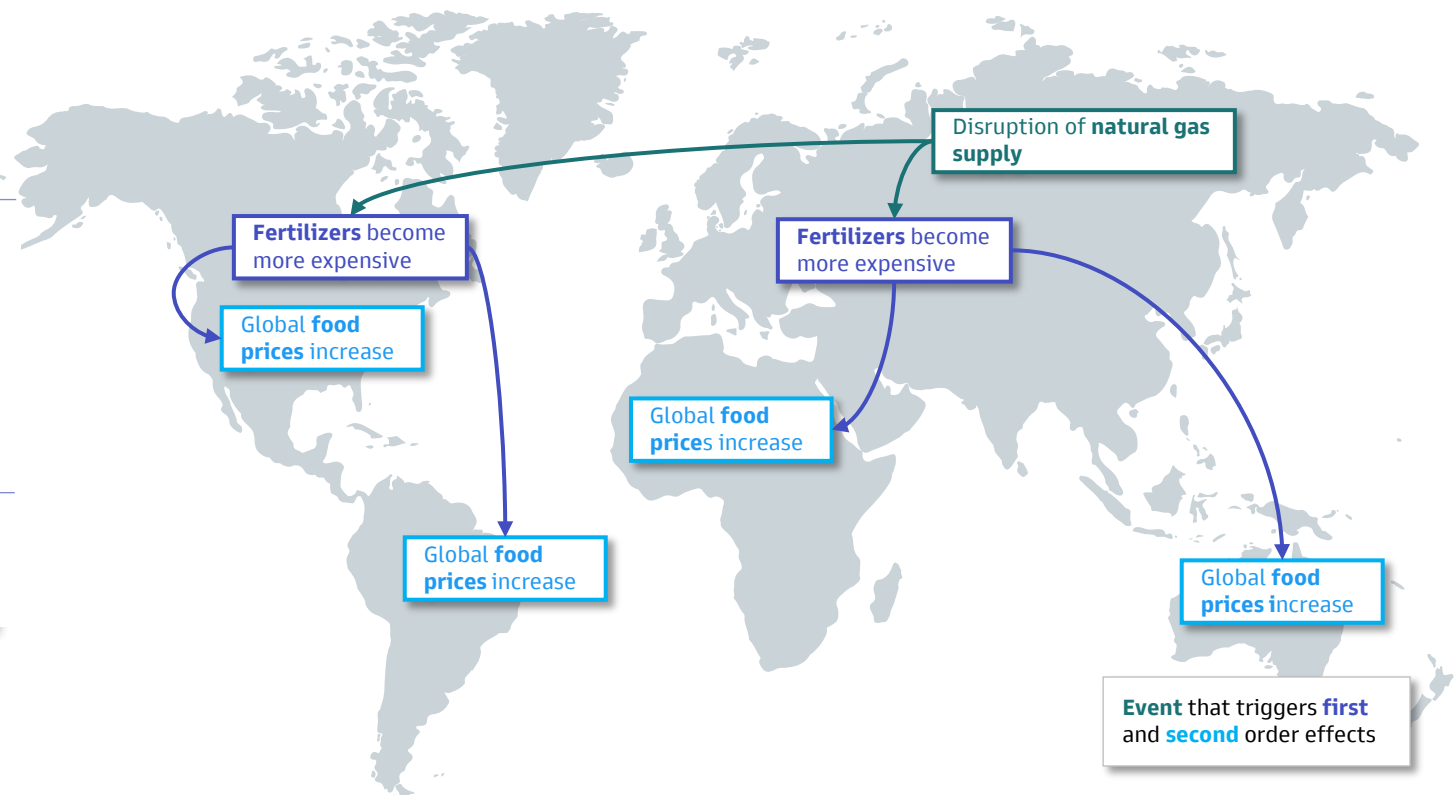 Disruption of natural gas
supply
Fertilizers become
more expensive
Fertilizers become
more expensive
Global food
prices increase
Global food
prices increase
Global food
prices increase
Global food
prices increase
Event that triggers first
and second order effects